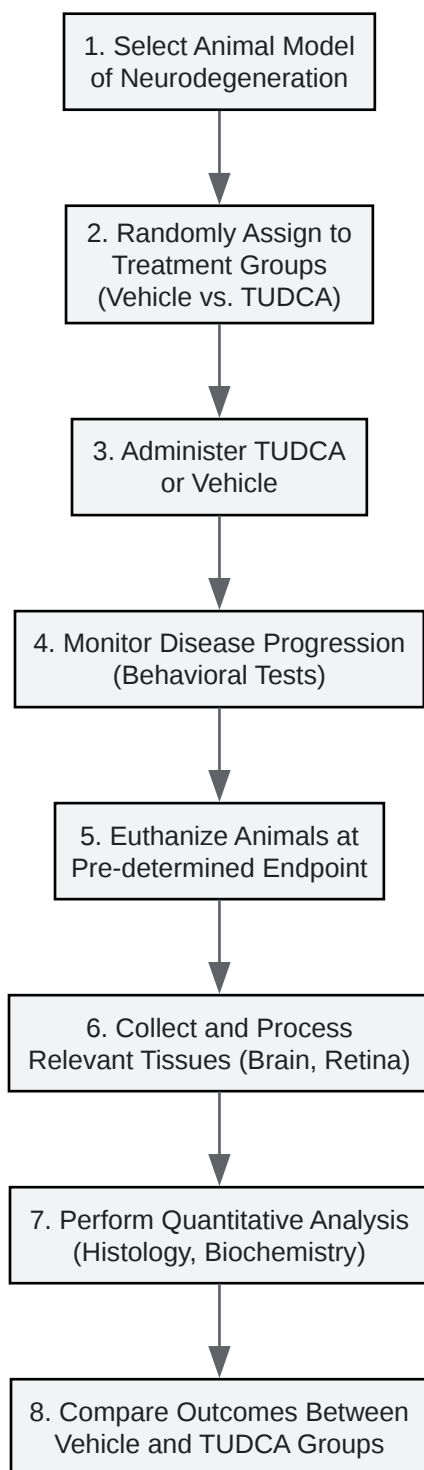 1. Select Animal Model
of Neurodegeneration
2. Randomly Assign to
Treatment Groups
(Vehicle vs. TUDCA)
3. Administer TUDCA
or Vehicle
4. Monitor Disease Progression
(Behavioral Tests)
5. Euthanize Animals at
Pre-determined Endpoint
6. Collect and Process
Relevant Tissues (Brain, Retina)
7. Perform Quantitative Analysis
(Histology, Biochemistry)
8. Compare Outcomes Between
Vehicle and TUDCA Groups